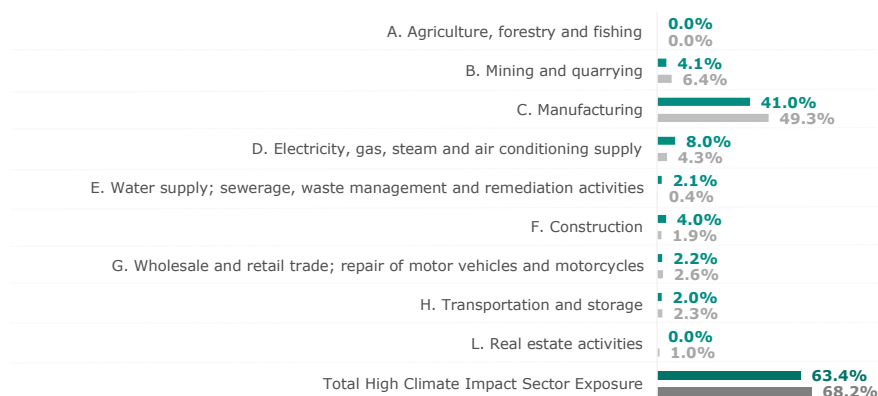 A. Agriculture, forestry and fishing 0.0%
0.0%
B. Mining and quarrying 4.1%
6.4%
C. Manufacturing 41.0%
49.3%
D. Electricity, gas, steam and air conditioning supply 8.0%
4.3%
E. Water supply; sewerage, waste management and remediation activities 2.1%
0.4%
F. Construction 4.0%
1.9%
G. Wholesale and retail trade; repair of motor vehicles and motorcycles 2.2%
2.6%
H. Transportation and storage 2.0%
2.3%
L. Real estate activities 0.0%
1.0%
Total High Climate Impact Sector Exposure 63.4%
68.2%